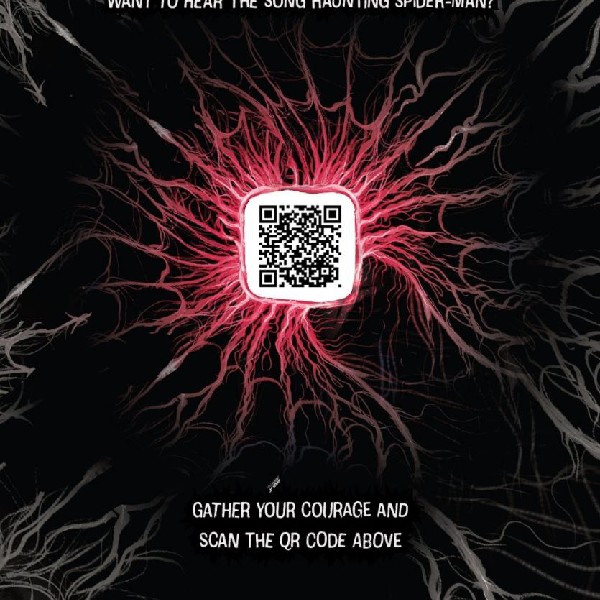 WANT TO HEAR THE SONG HAUNTING SPIDER-MAN?
GATHER YOUR COURAGE AND
SCAN THE QR CODE ABOVE